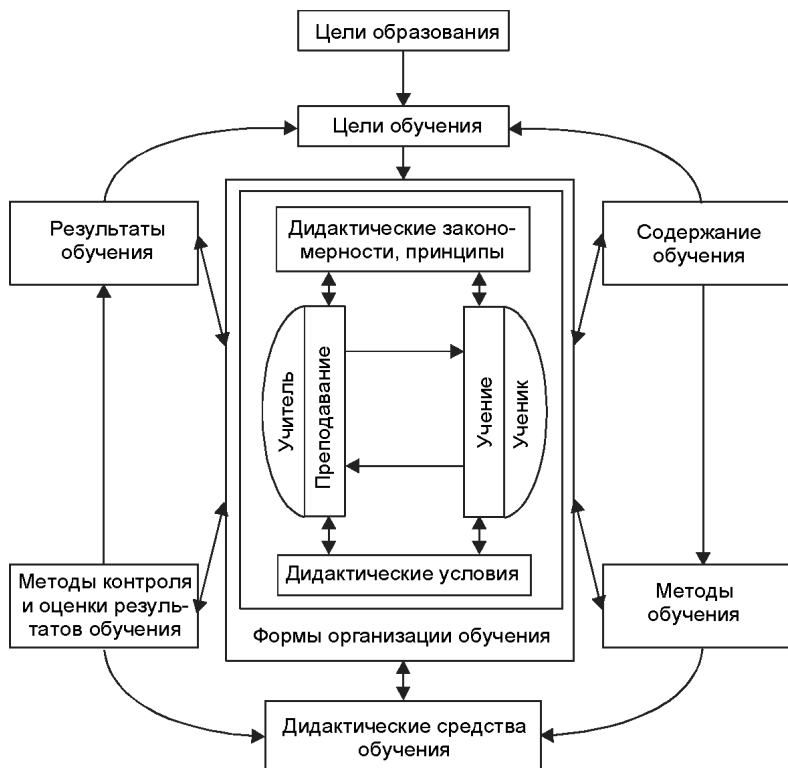 Цели образования
Цели обучения
Результаты
обучения
Дидактические законо-
мерности, принципы
Содержание
обучения
Учитель
Преподавание
Учение
Ученик
Дидактические условия
Методы контроля
и оценки резуль-
татов обучения
Методы
обучения
Формы организации обучения
Дидактические средства
обучения